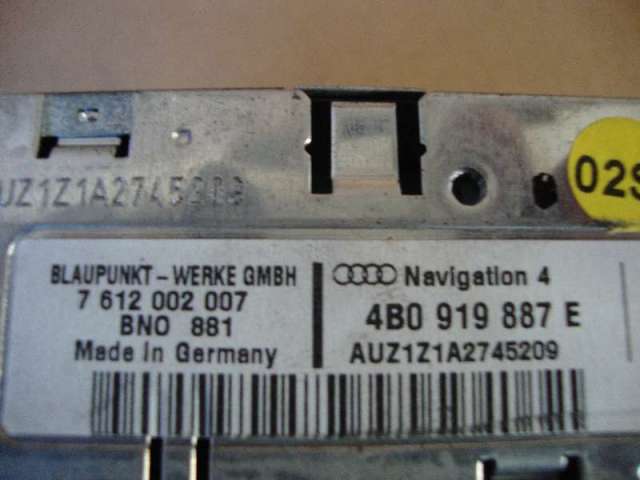 UZ1Z1A2745209
02S
BLAUPUNKT-WERKE GMBH
7 612 002 007
BNO 881
Made in Germany
Navigation 4
4B0 919 887 E
AUZ1Z1A2745209